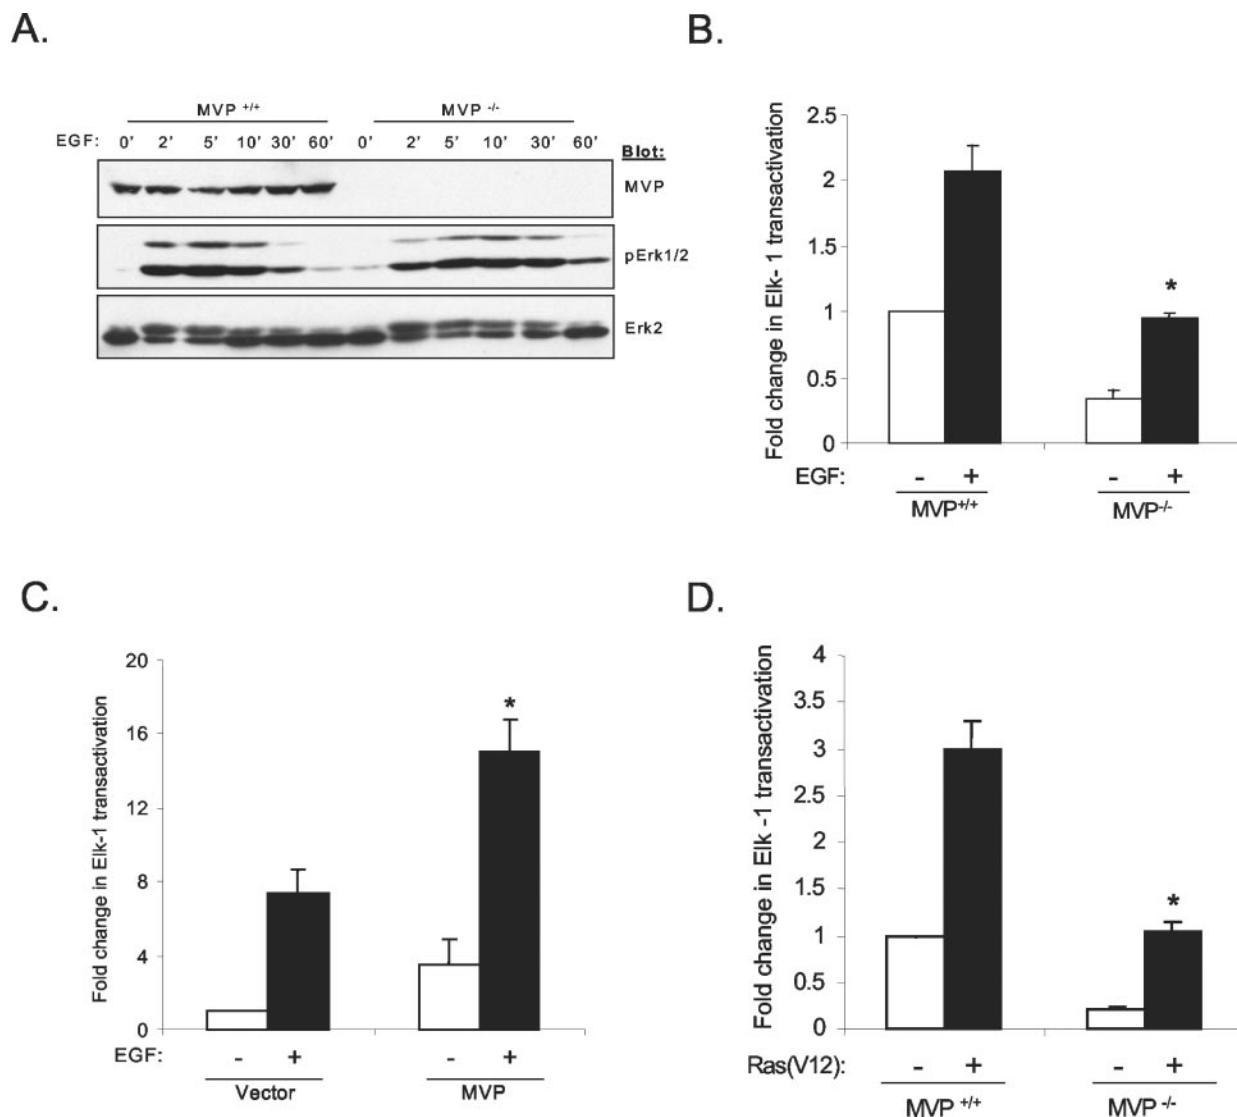 A.
MVP +/+ MVP -/-
EGF: 0' 2' 5' 10' 30' 60' 0' 2' 5' 10' 30' 60' Blot:
MVP
pErk1/2
Erk2
B.
Fold change in Elk- 1 transactivation
2.5
2
1.5
1
0.5
0
*
EGF: - + - +
MVP+/+ MVP-/-
C.
Fold change in Elk-1 transactivation
20
16
12
8
4
0
*
EGF: - + - +
Vector MVP
D.
Fold change in Elk -1 transactivation
4
3.5
3
2.5
2
1.5
1
0.5
0
*
Ras(V12): - + - +
MVP +/+ MVP -/-